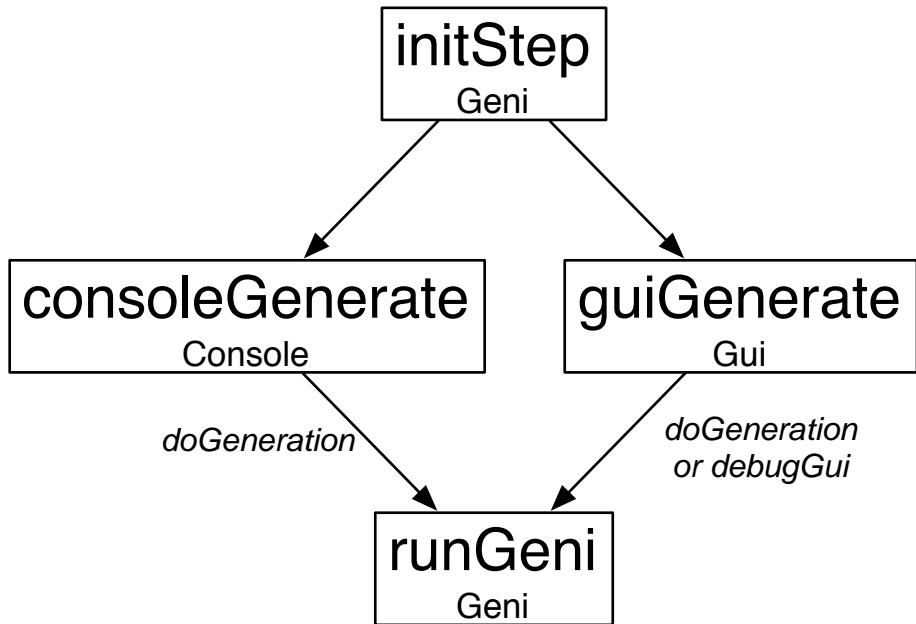 initStep
Geni
consoleGenerate
Console
guiGenerate
Gui
doGeneration
doGeneration
or debugGui
runGeni
Geni